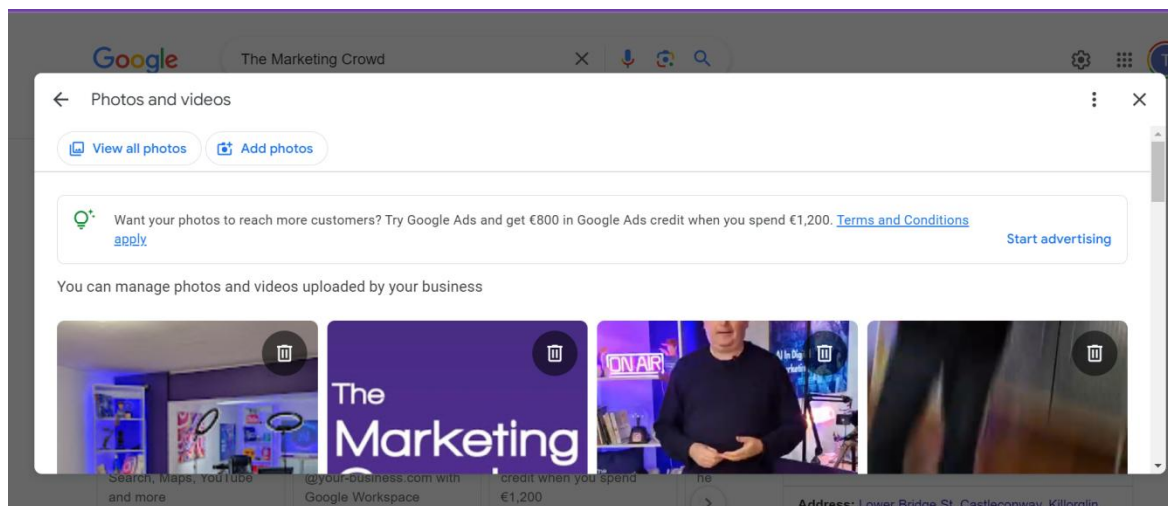 Google
The Marketing Crowd
Photos and videos
View all photos
Add photos
Want your photos to reach more customers? Try Google Ads and get €800 in Google Ads credit when you spend €1,200. Terms and Conditions
apply
Start advertising
You can manage photos and videos uploaded by your business
The
Marketing
ON AIR
AI In Dig
Search, Maps, YouTube
and more
@your-business.com with
Google Workspace
credit when you spend
€1,200
he
Address: Lower Bridge St, Castleconway, Killorglin,